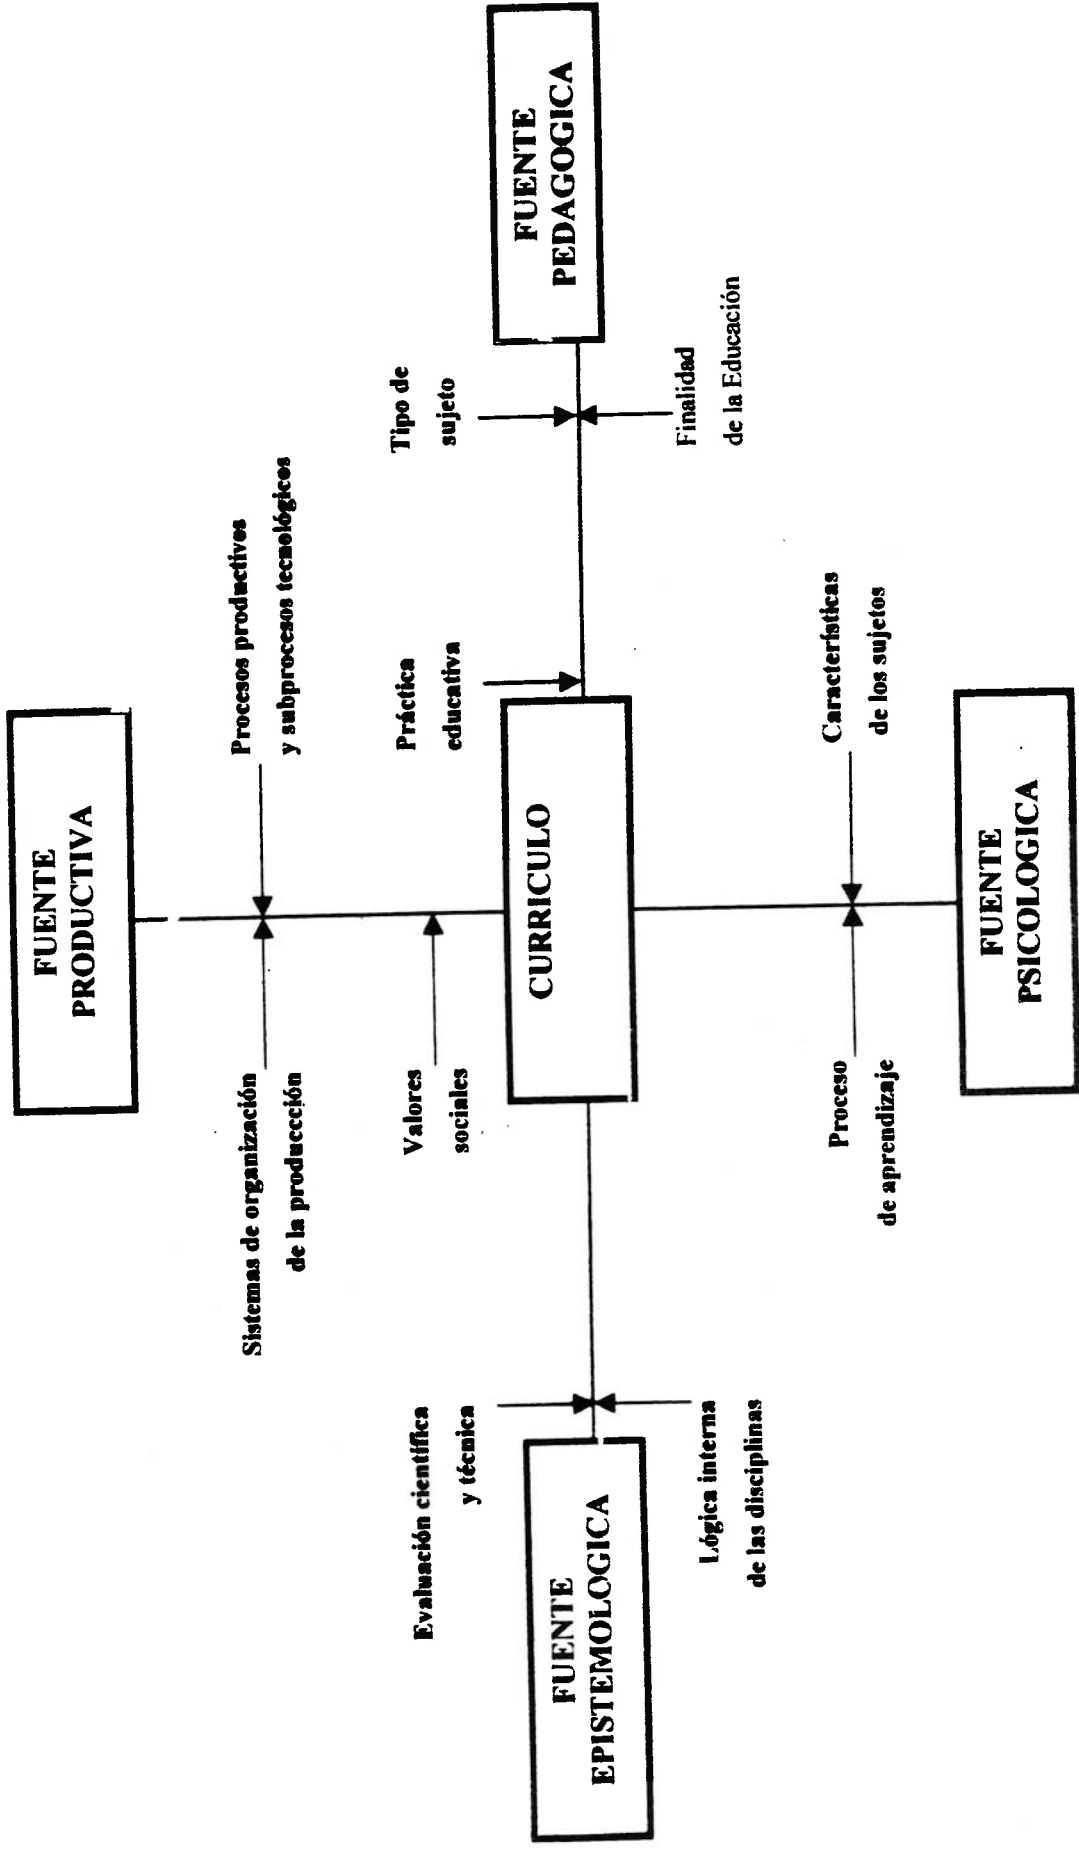 FUENTE
PRODUCTIVA
Sistemas de organización
de la producción
Procesos productivos
y subprocesos tecnológicos
Valores
sociales
Práctica
educativa
Evaluación científica
y técnica
Tipo de
sujeto
FUENTE
EPISTEMOLOGICA
CURRICULO
FUENTE
PEDAGOGICA
Lógica interna
de las disciplinas
Finalidad
de la Educación
Proceso
de aprendizaje
Características
de los sujetos
FUENTE
PSICOLOGICA